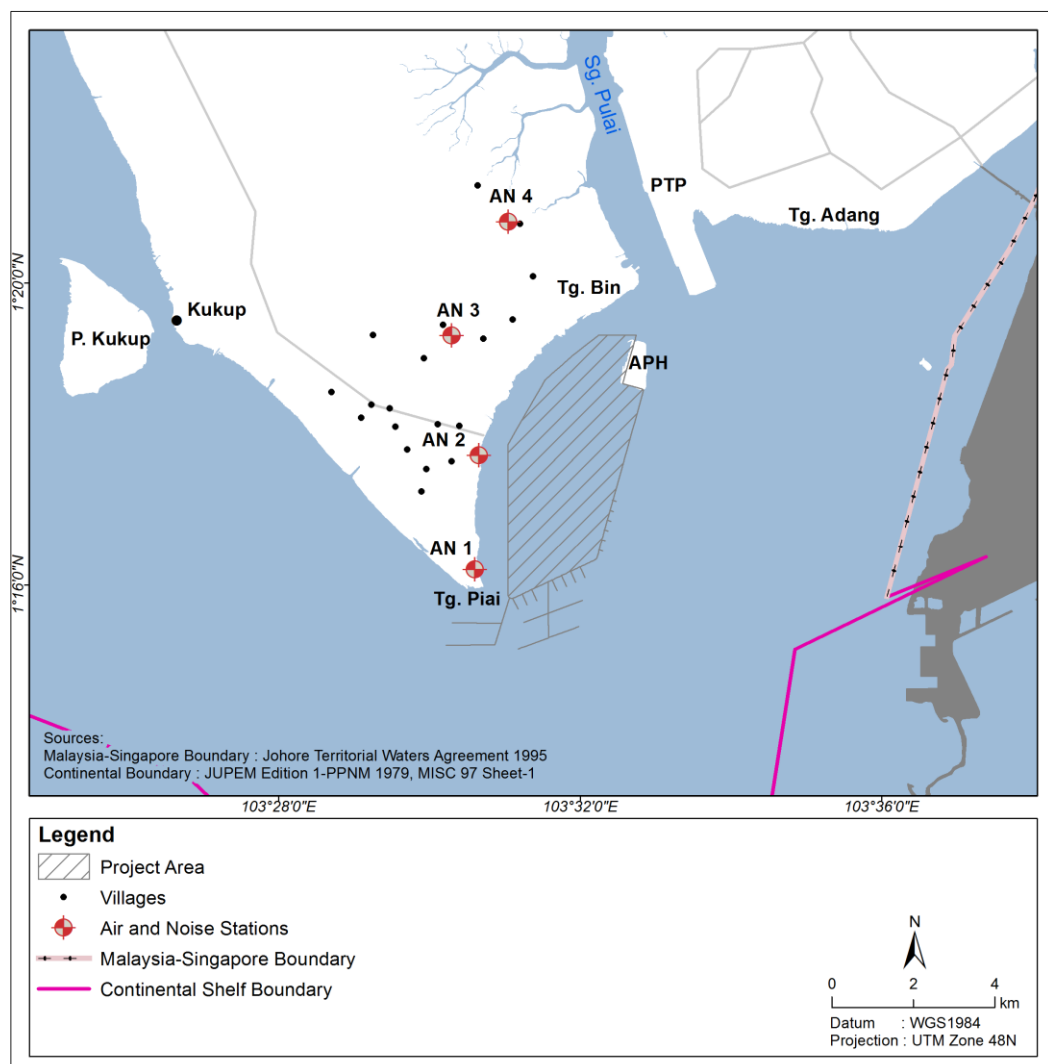 Sg. Pulai
AN 4
PTP
Tg. Adang
1°20'0"N
Tg. Bin
Kukup
AN 3
P. Kukup
APH
AN 2
AN 1
1°16'0"N
Tg. Piai
Sources:
Malaysia-Singapore Boundary : Johore Territorial Waters Agreement 1995
Continental Boundary : JUPEM Edition 1-PPNM 1979, MISC 97 Sheet-1
103°28'0"E
103°32'0"E
103°36'0"E
Legend
Project Area
Villages
Air and Noise Stations
Malaysia-Singapore Boundary
Continental Shelf Boundary
N
0 2 4
km
Datum : WGS1984
Projection : UTM Zone 48N